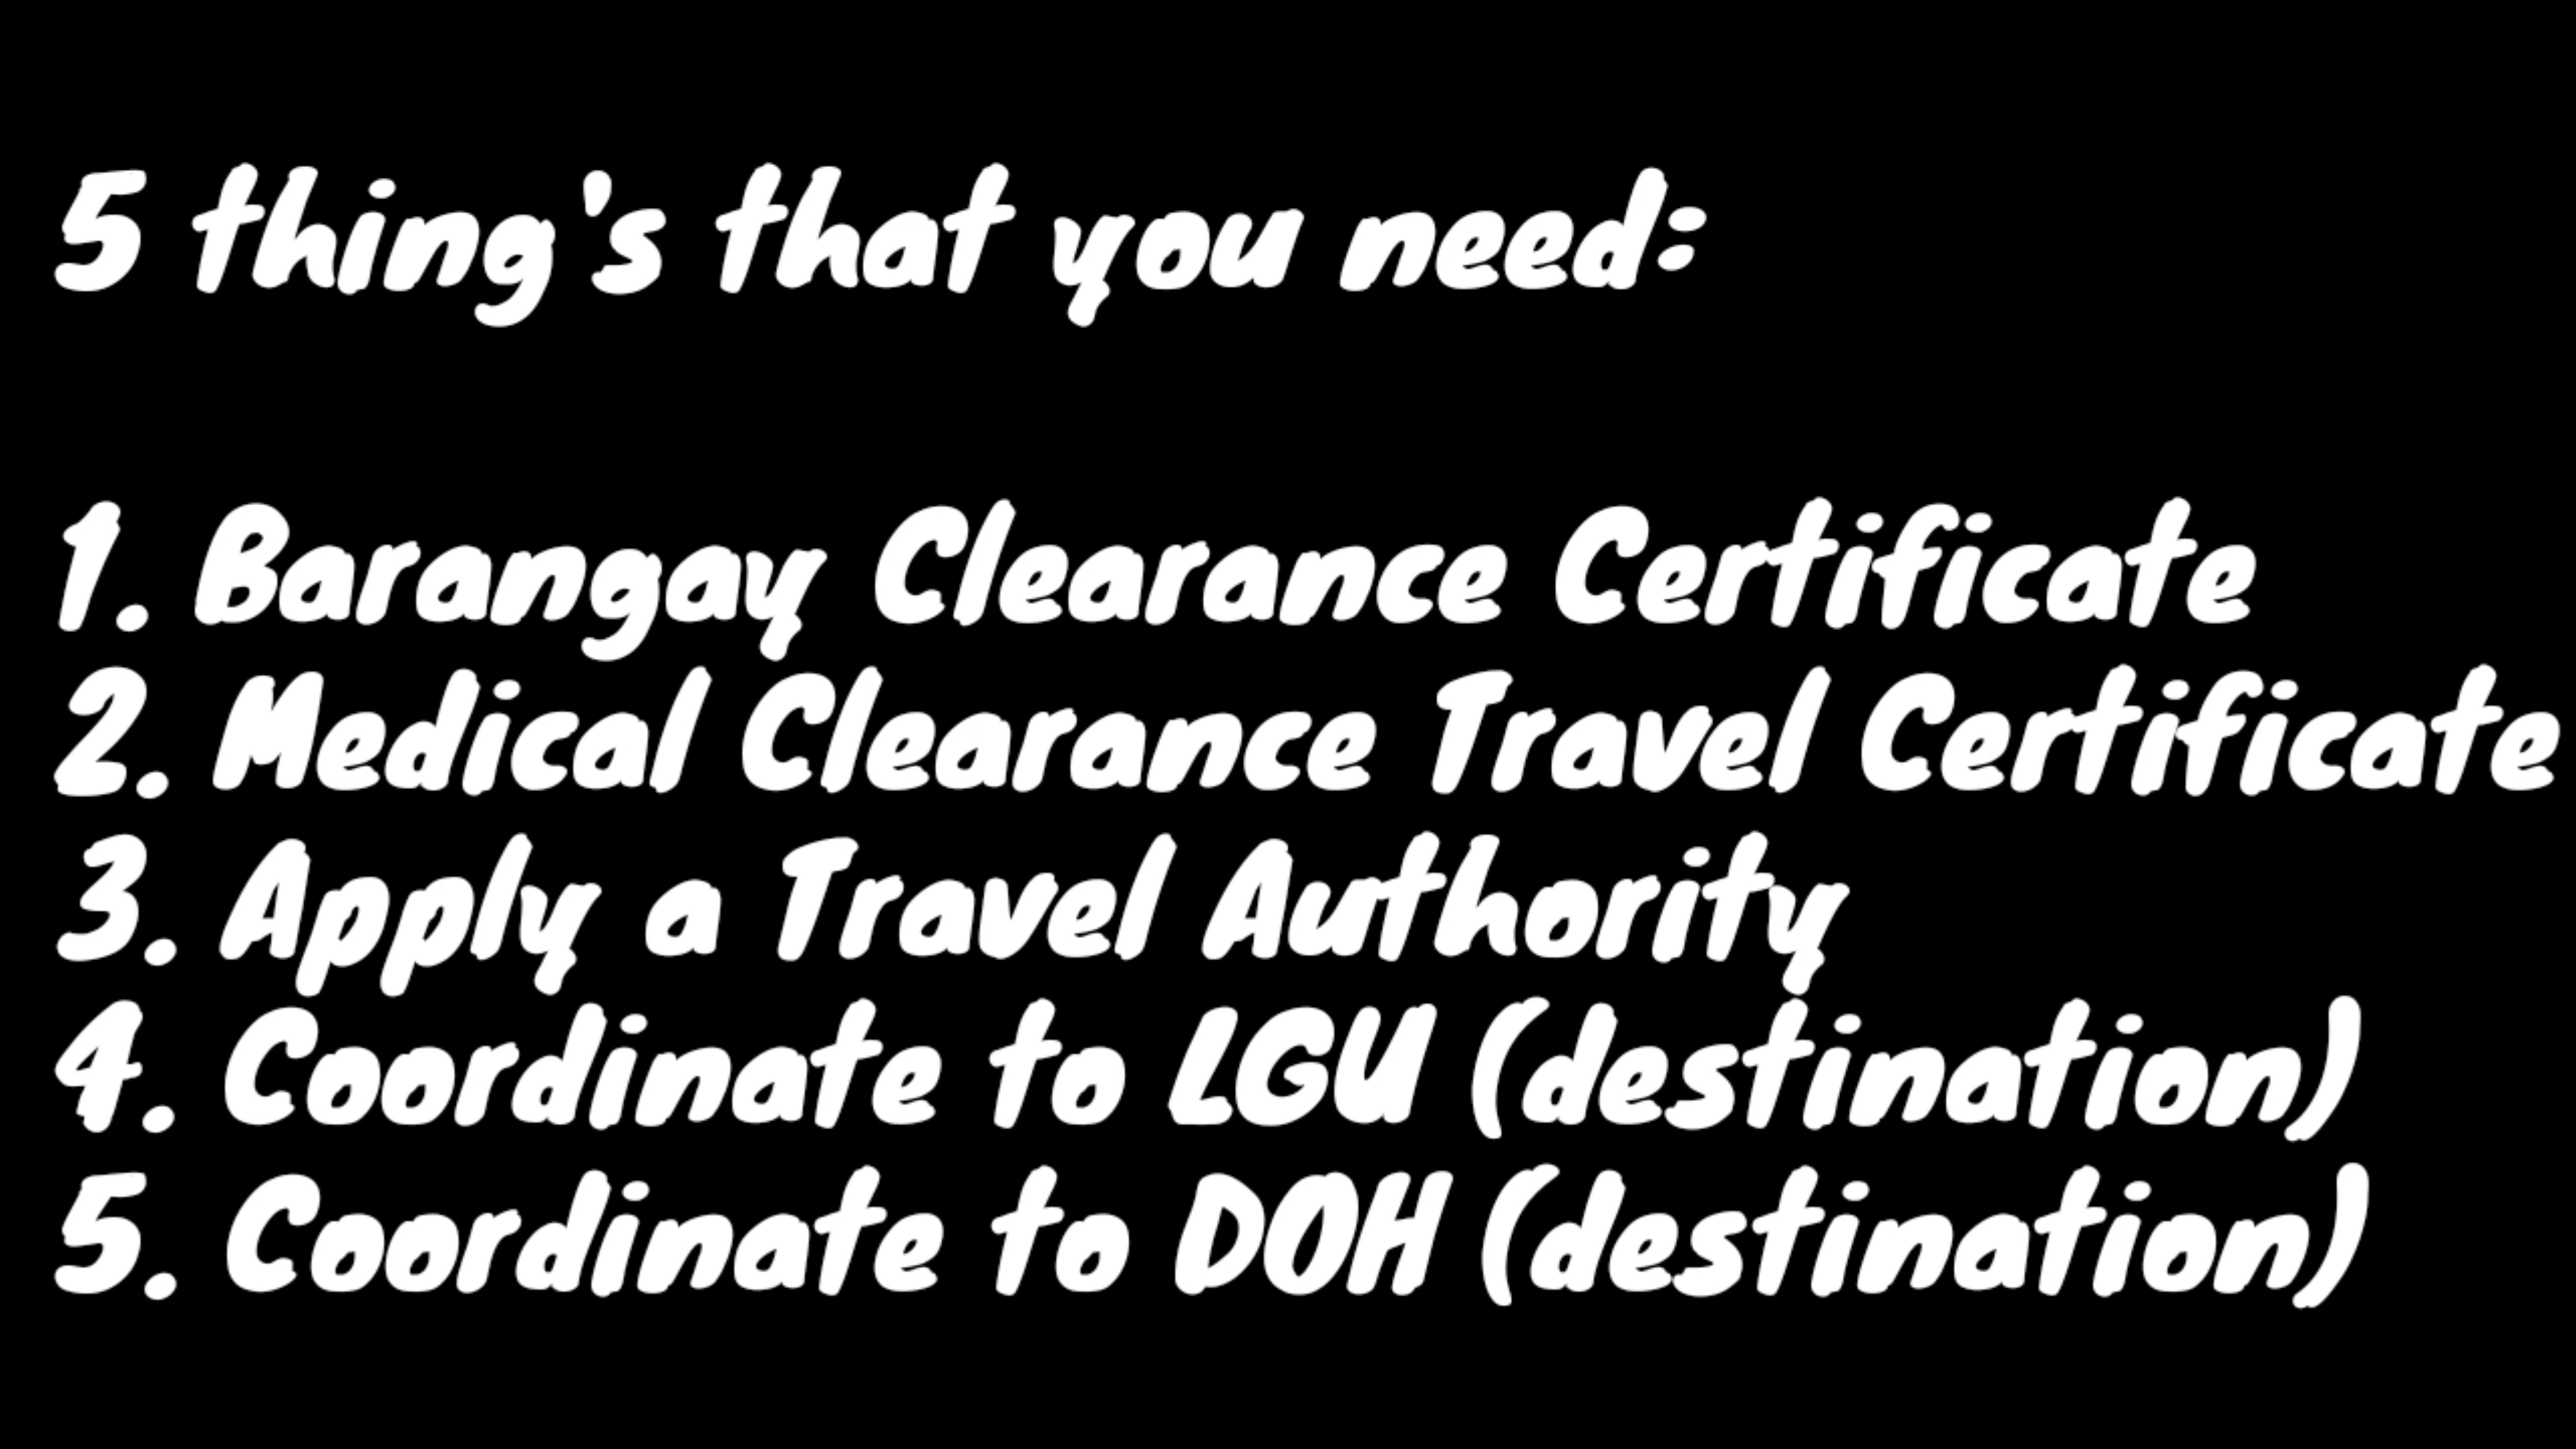 5 thing's that you need:
1. Barangay Clearance Certificate
2. Medical Clearance Travel Certificate
3. Apply a Travel Authority
4. Coordinate to LGU (destination)
5. Coordinate to DOH (destination)